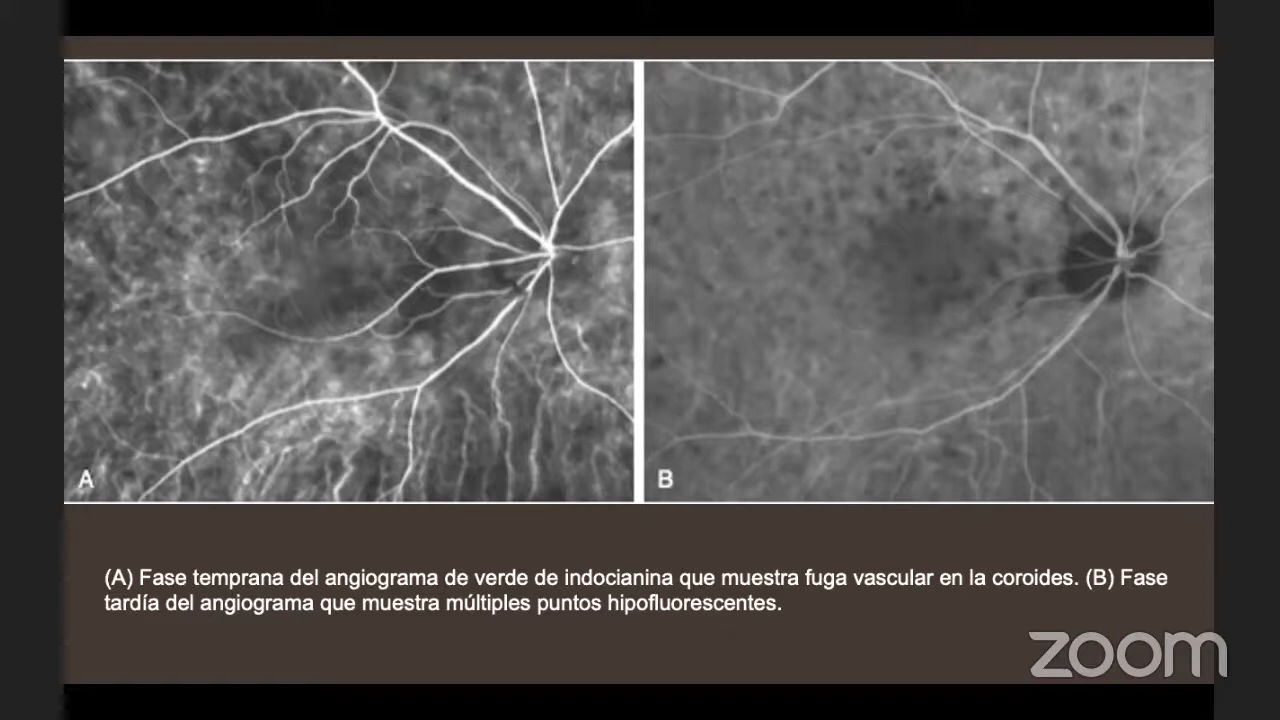 A
B
(A) Fase temprana del angiograma de verde de indocianina que muestra fuga vascular en la coroides. (B) Fase
tardía del angiograma que muestra múltiples puntos hipofluorescentes.
zoom